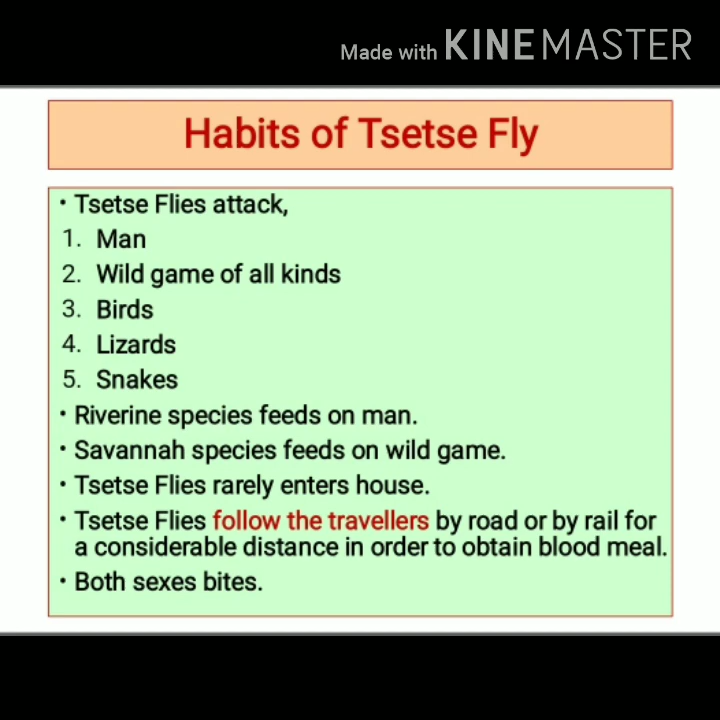 Made with KINEMASTER
Habits of Tsetse Fly
• Tsetse Flies attack,
1. Man
2. Wild game of all kinds
3. Birds
4. Lizards
5. Snakes
• Riverine species feeds on man.
• Savannah species feeds on wild game.
• Tsetse Flies rarely enters house.
• Tsetse Flies follow the travellers by road or by rail for
a considerable distance in order to obtain blood meal.
• Both sexes bites.